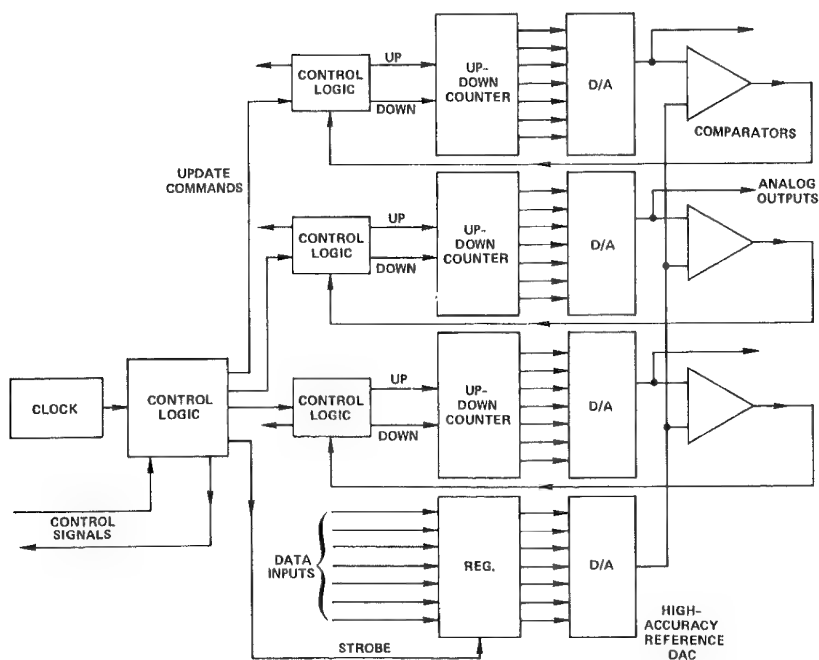 CONTROL
LOGIC
UP
DOWN
UP-
DOWN
COUNTER
D/A
COMPARATORS
UPDATE
COMMANDS
CONTROL
LOGIC
UP
DOWN
UP-
DOWN
COUNTER
D/A
ANALOG
OUTPUTS
CLOCK
CONTROL
LOGIC
CONTROL
LOGIC
UP
DOWN
UP-
DOWN
COUNTER
D/A
CONTROL
SIGNALS
DATA
INPUTS
REG.
D/A
STROBE
HIGH-
ACCURACY
REFERENCE
DAC